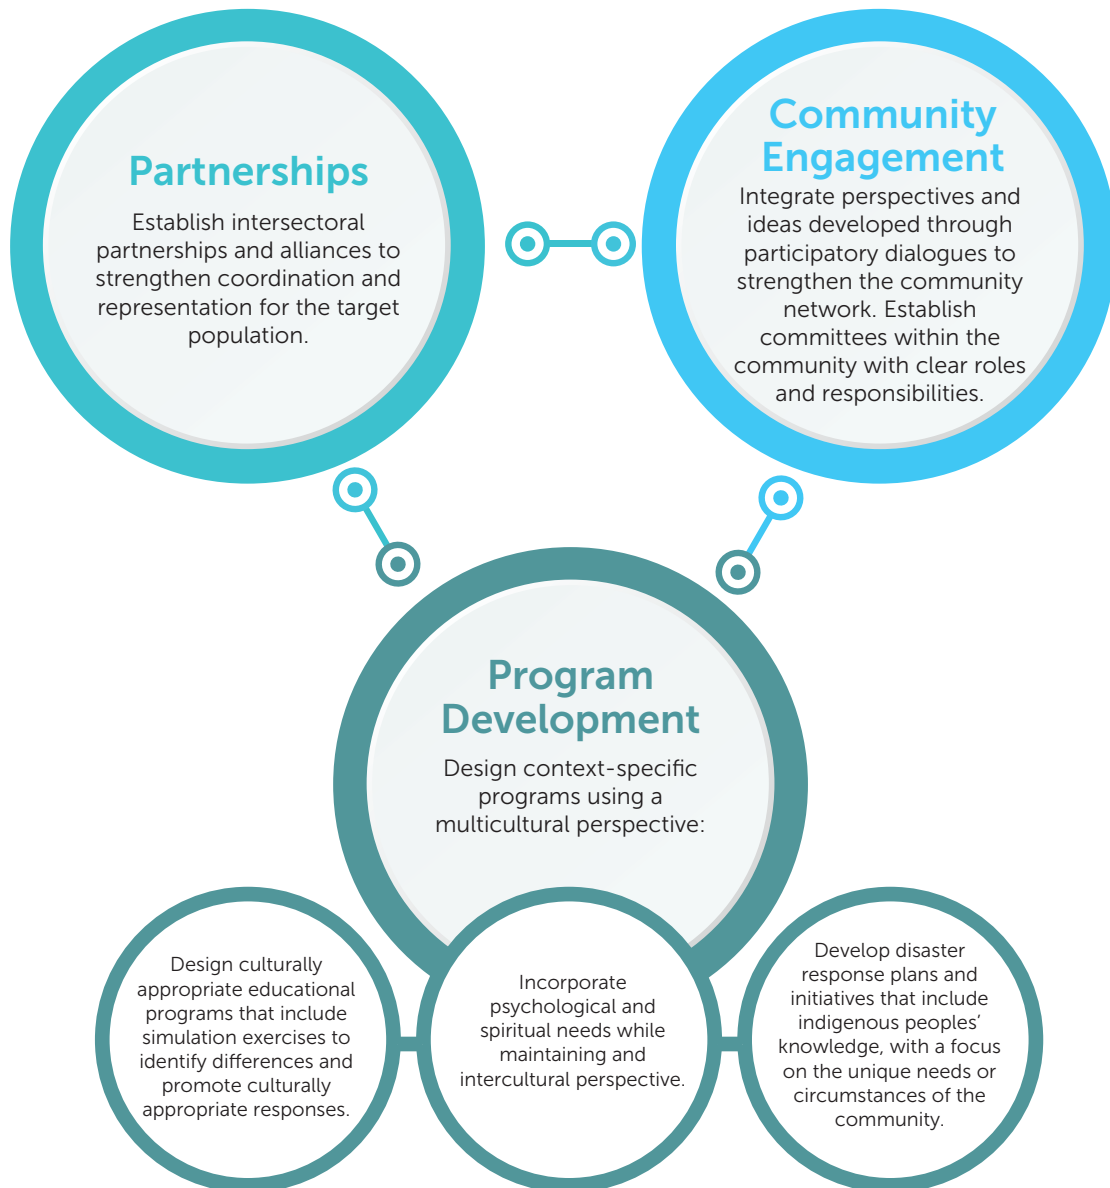 Partnerships
Establish intersectoral
partnerships and alliances to
strengthen coordination and
representation for the target
population.
Community
Engagement
Integrate perspectives and
ideas developed through
participatory dialogues to
strengthen the community
network. Establish
committees within the
community with clear roles
and responsibilities.
Program
Development
Design context-specific
programs using a
multicultural perspective:
Design culturally
appropriate educational
programs that include
simulation exercises to
identify differences and
promote culturally
appropriate responses.
Incorporate
psychological and
spiritual needs while
maintaining and
intercultural perspective.
Develop disaster
response plans and
initiatives that include
indigenous peoples’
knowledge, with a focus
on the unique needs or
circumstances of the
community.